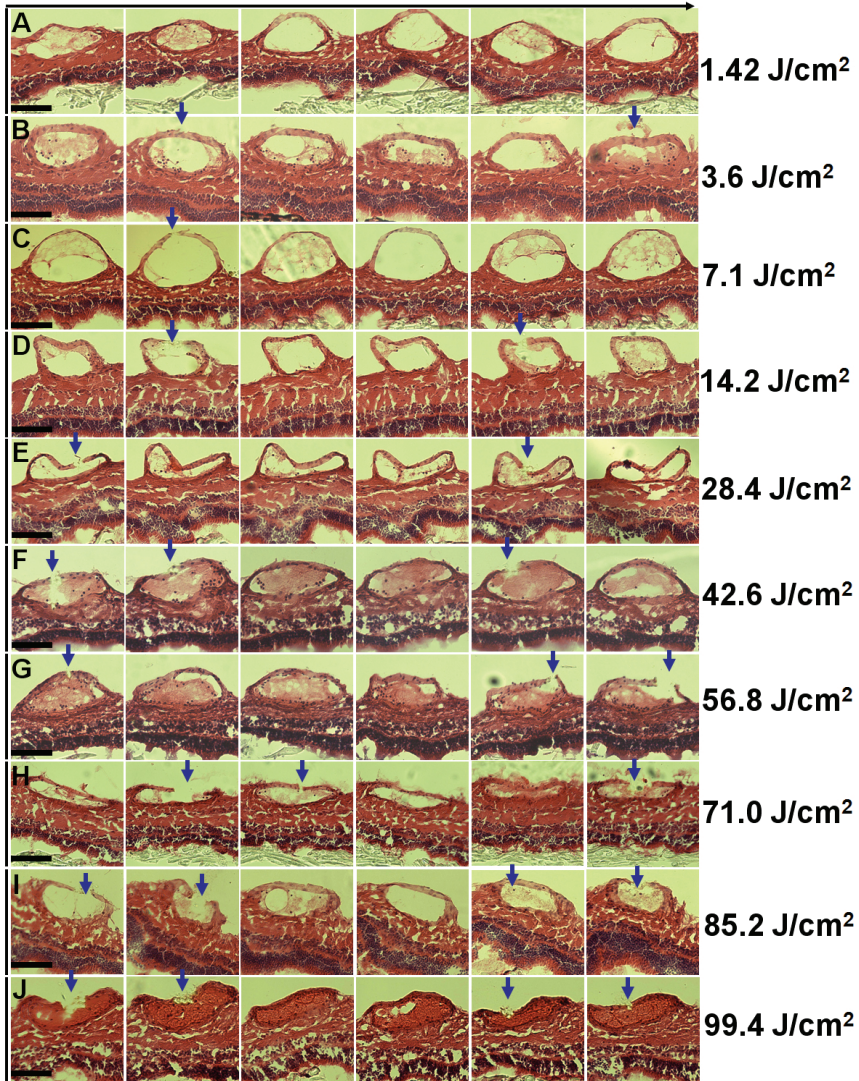 A
1.42 J/cm²
B
3.6 J/cm²
C
7.1 J/cm²
D
14.2 J/cm²
E
28.4 J/cm²
F
42.6 J/cm²
G
56.8 J/cm²
H
71.0 J/cm²
I
85.2 J/cm²
J
99.4 J/cm²